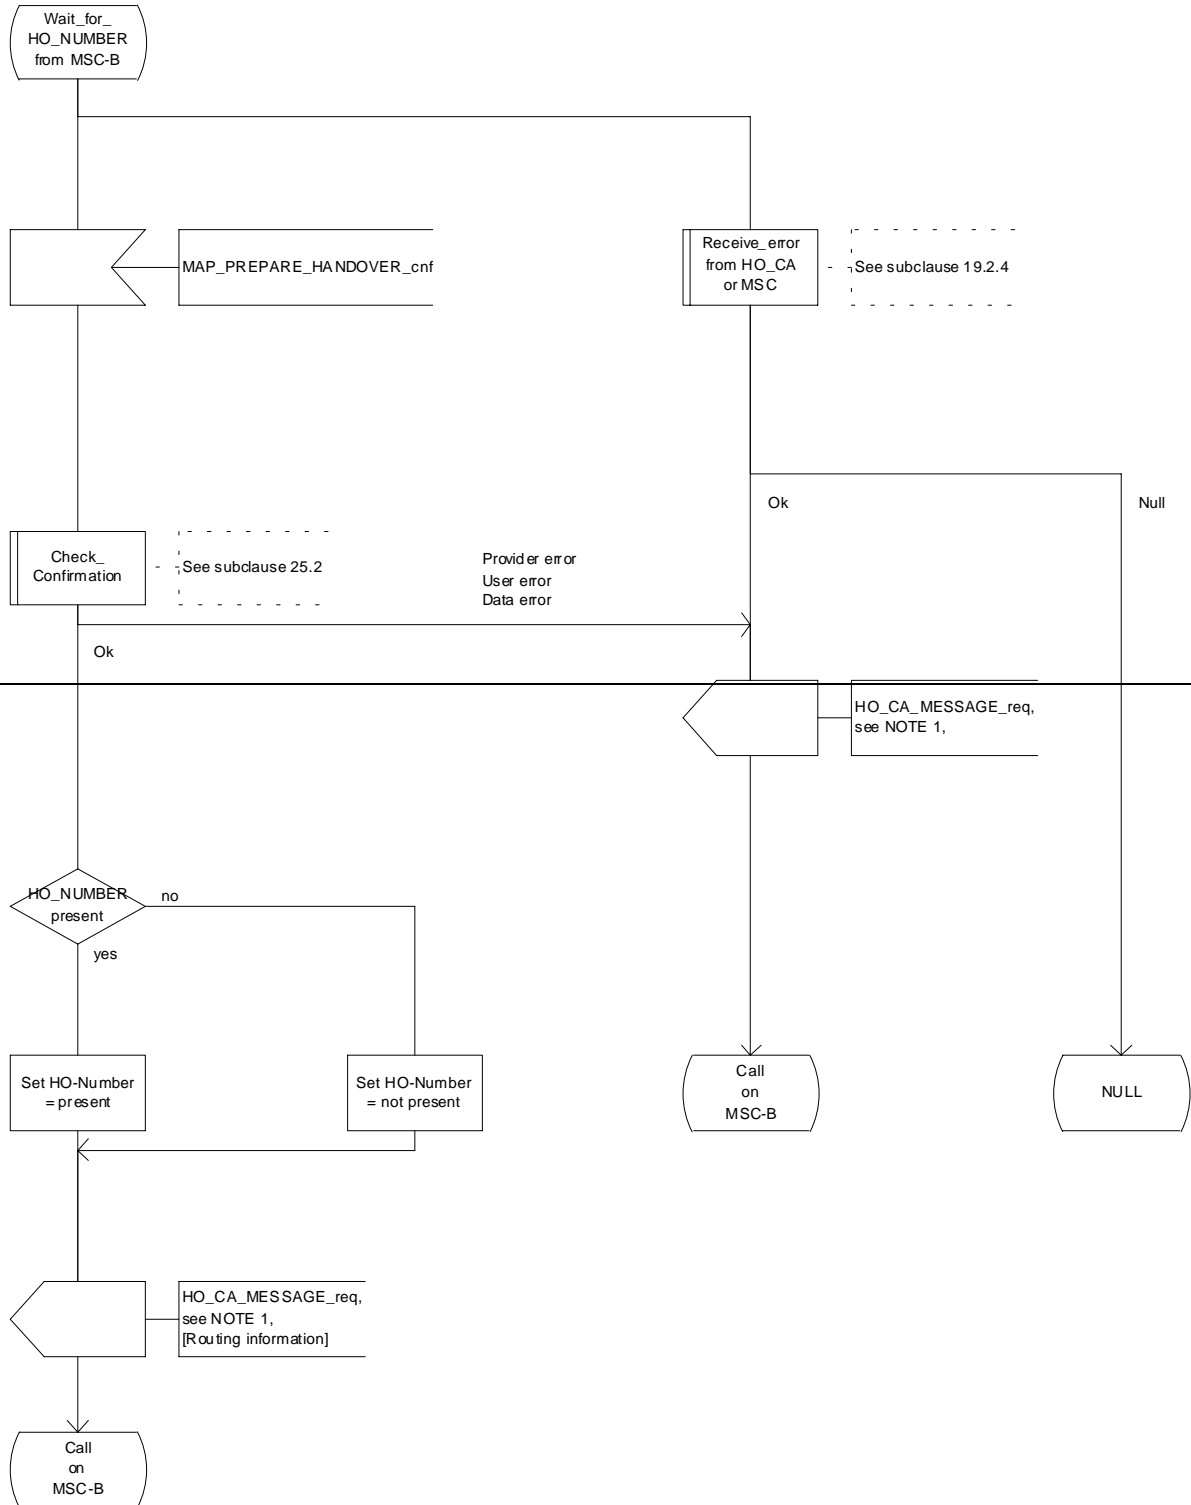 Wait_for_
HO_NUMBER
from MSC-B
MAP_PREPARE_HANDOVER_cnf
Receive_error
from HO_CA
or MSC
See subclause 19.2.4
Ok
Null
Check_
Confirmation
See subclause 25.2
Provider error
User error
Data error
Ok
HO_CA_MESSAGE_req,
see NOTE 1,
HO_NUMBER
present
no
yes
Set HO-Number
= present
Set HO-Number
= not present
Call
on
MSC-B
NULL
HO_CA_MESSAGE_req,
see NOTE 1,
[Routing information]
Call
on
MSC-B